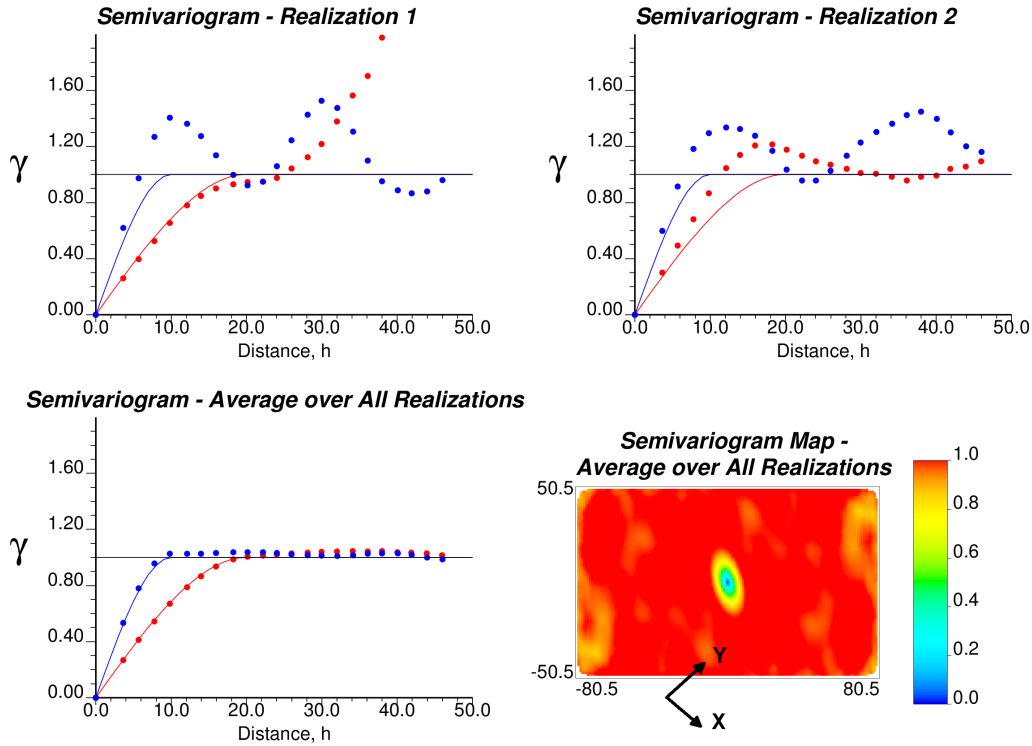 Semivariogram - Realization 1
1.60
1.20
γ
0.80
0.40
0.00
0.0 10.0 20.0 30.0 40.0 50.0
Distance, h
Semivariogram - Realization 2
1.60
1.20
γ
0.80
0.40
0.00
0.0 10.0 20.0 30.0 40.0 50.0
Distance, h
Semivariogram - Average over All Realizations
1.60
1.20
γ
0.80
0.40
0.00
0.0 10.0 20.0 30.0 40.0 50.0
Distance, h
Semivariogram Map -
Average over All Realizations
50.5
-50.5
-80.5 80.5
Y
X
1.0
0.8
0.6
0.4
0.2
0.0